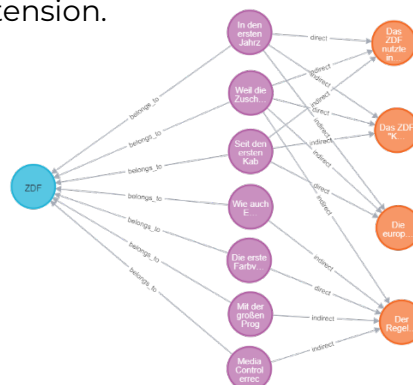 tension.
In den
ersten
Jahrz
Weil die
Zusch...
Seit den
ersten
Kab
Wie auch
E...
Die erste
Farbv...
Mit der
großen
Prog
Media
Control
errec
ZDF
Das
ZDF
nutzte
in...
Das ZDF
"K...
Die
europ...
Der
Regel...
belongs_to
belongs_to
belongs_to
belongs_to
belongs_to
belongs_to
belongs_to
direct
indirect
indirect
indirect
direct
indirect
indirect
direct
indirect
indirect
indirect
direct
indirect
indirect